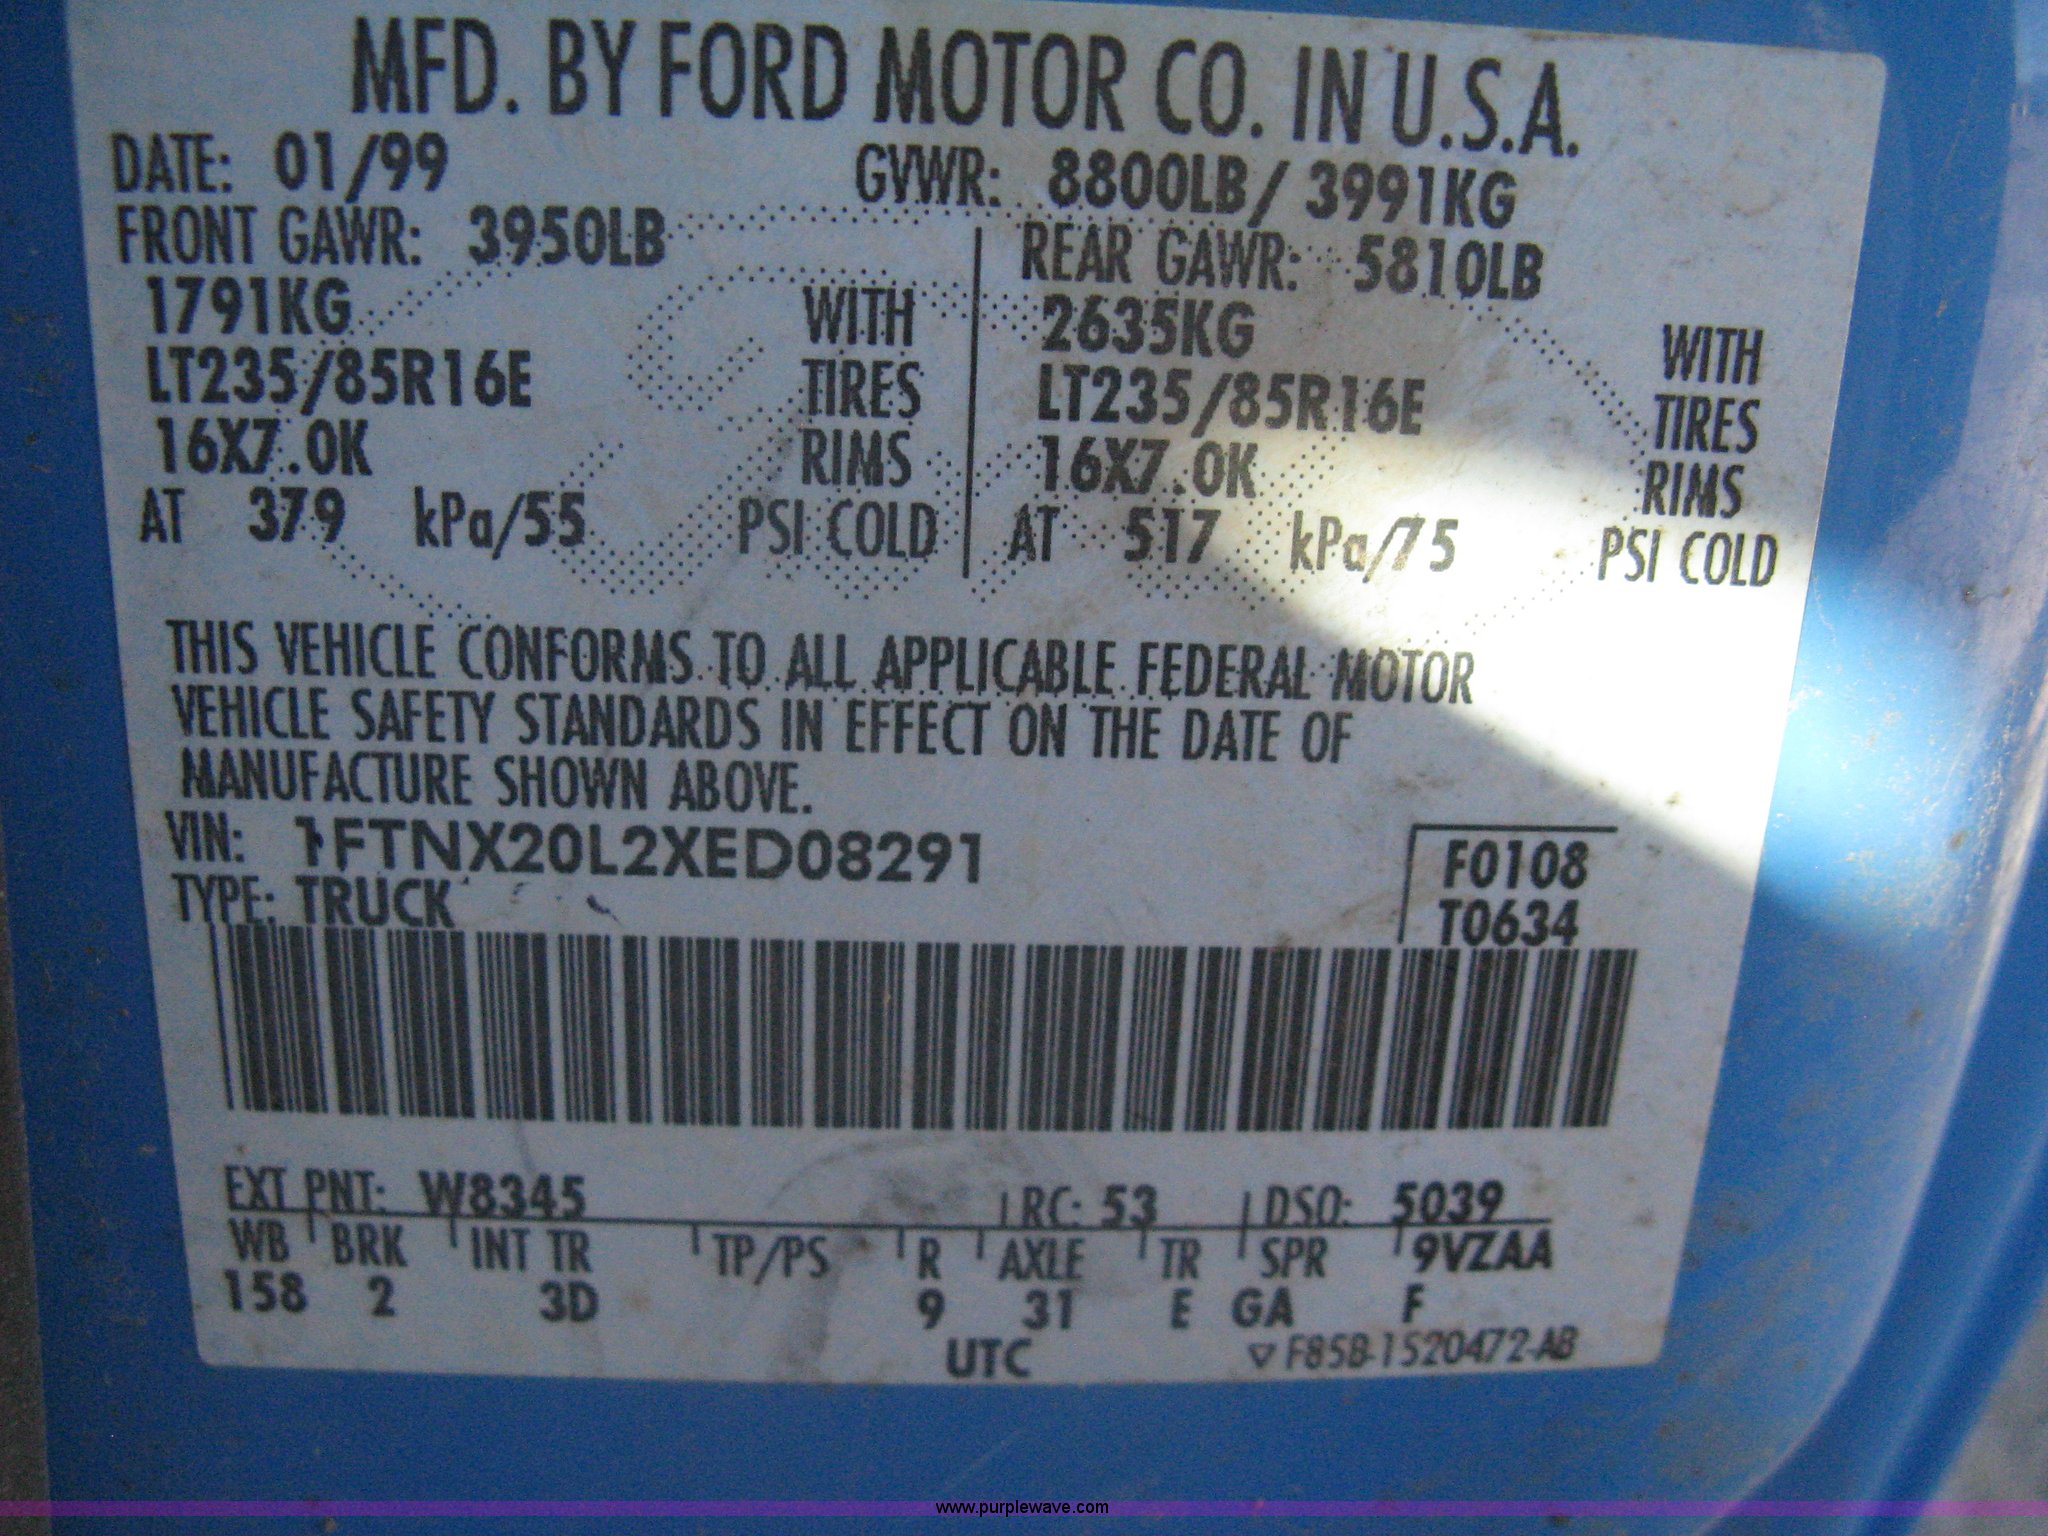 MFD. BY FORD MOTOR CO. IN U.S.A.
DATE: 01/99 GVWR: 8800LB/ 3991KG
FRONT GAWR: 3950LB REAR GAWR: 5810LB
1791KG WITH 2635KG WITH
LT235/85R16E TIRES LT235/85R16E TIRES
16X7.0K RIMS 16X7.0K RIMS
AT 379 kPa/55 PSI COLD AT 517 kPa/75 PSI COLD
THIS VEHICLE CONFORMS TO ALL APPLICABLE FEDERAL MOTOR
VEHICLE SAFETY STANDARDS IN EFFECT ON THE DATE OF
MANUFACTURE SHOWN ABOVE.
VIN: 1FTNX20L2XED08291 F0108
TYPE: TRUCK T0634
EXT PNT: W8345 RC: 53 DSO: 5039
WB BRK INT TR TP/PS R AXLE TR SPR 9VZAA
158 2 3D 9 31 E GA F
UTC ▽ F85B-1520472-AB
www.purplewave.com